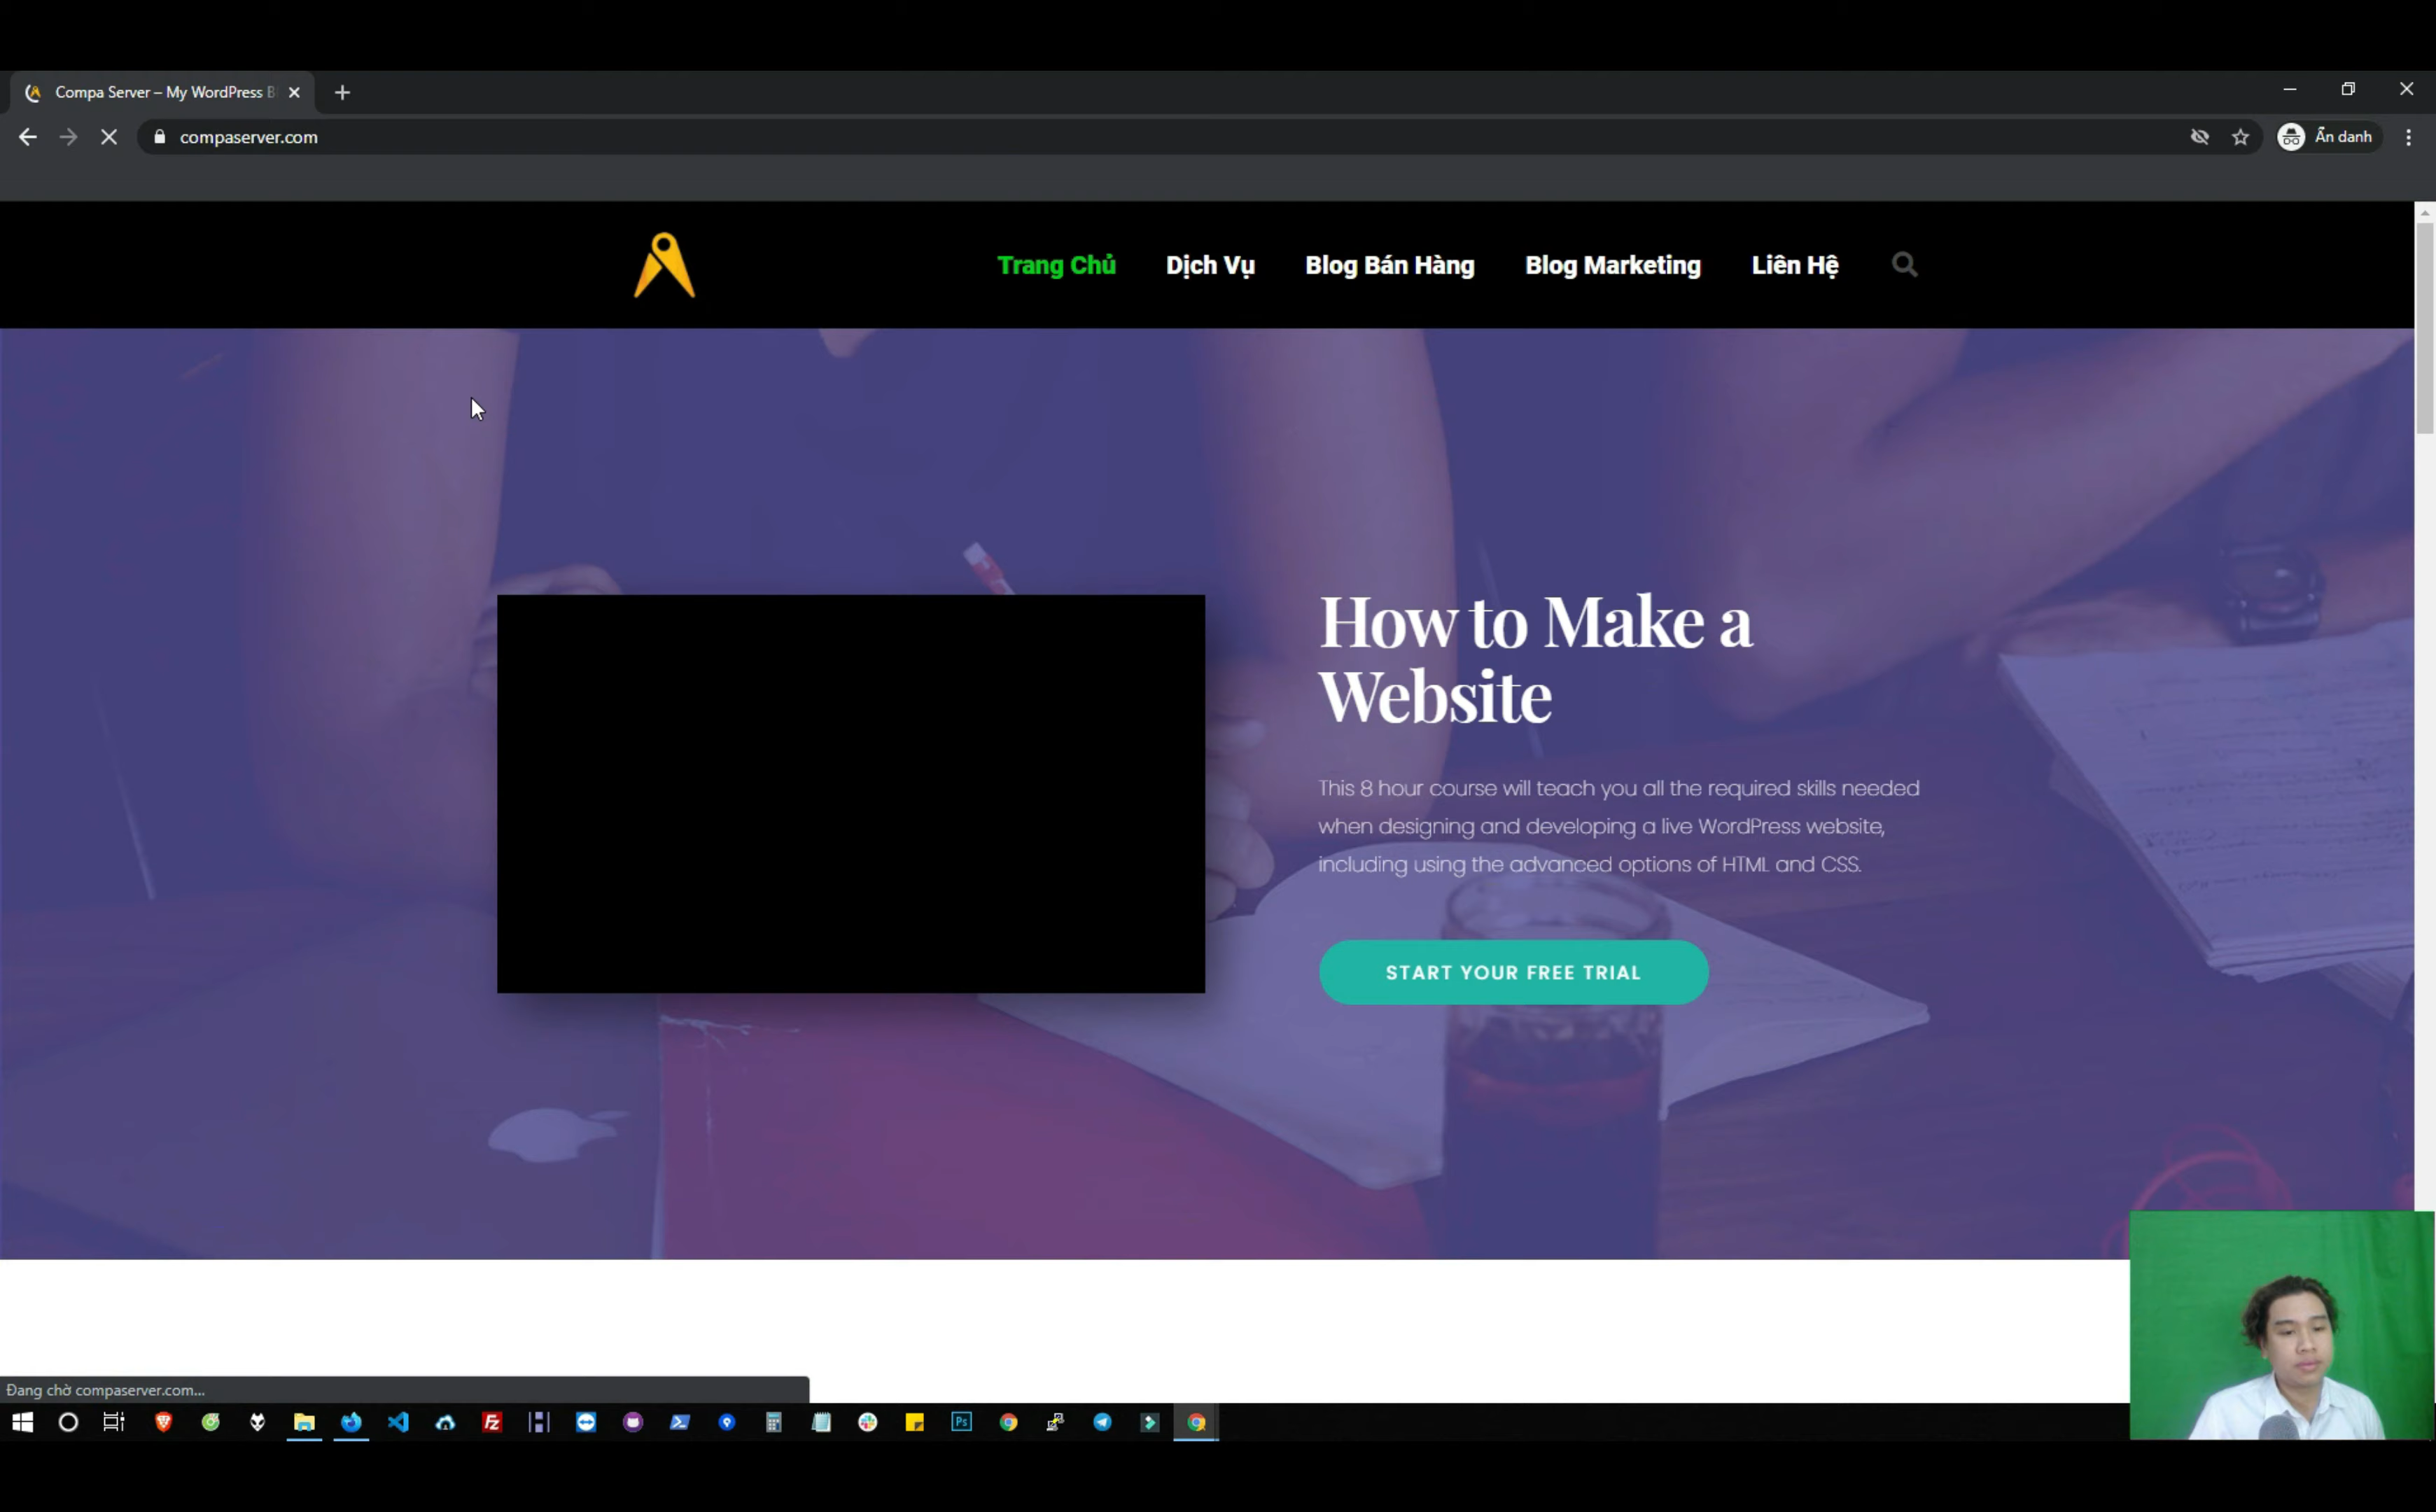 Compa Server – My WordPress B
compaserver.com
Ẩn danh
Trang Chủ Dịch Vụ Blog Bán Hàng Blog Marketing Liên Hệ
How to Make a
Website
This 8 hour course will teach you all the required skills needed
when designing and developing a live WordPress website,
including using the advanced options of HTML and CSS.
START YOUR FREE TRIAL
Đang chờ compaserver.com...
Fz
Ps